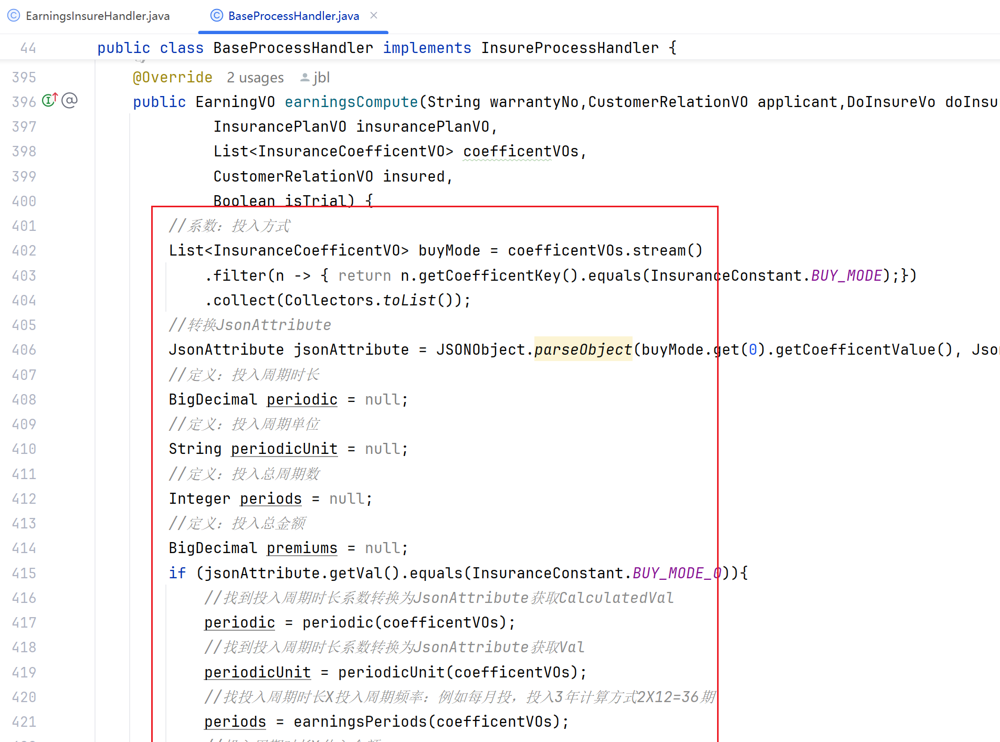 EarningsInsureHandler.java BaseProcessHandler.java
44 public class BaseProcessHandler implements InsureProcessHandler {
395 @Override 2 usages jbl
396 public EarningVO earningsCompute(String warrantyNo,CustomerRelationVO applicant,DoInsureVo doInsu
397 InsurancePlanVO insurancePlanVO,
398 List<InsuranceCoefficentVO> coefficentVOs,
399 CustomerRelationVO insured,
400 Boolean isTrial) {
401 //系数：投入方式
402 List<InsuranceCoefficentVO> buyMode = coefficentVOs.stream()
403 .filter(n -> { return n.getCoefficentKey().equals(InsuranceConstant.BUY_MODE);})
404 .collect(Collectors.toList());
405 //转换JsonAttribute
406 JsonAttribute jsonAttribute = JSONObject.parseObject(buyMode.get(0).getCoefficentValue(), Jso
407 //定义：投入周期时长
408 BigDecimal periodic = null;
409 //定义：投入周期单位
410 String periodicUnit = null;
411 //定义：投入总周期数
412 Integer periods = null;
413 //定义：投入总金额
414 BigDecimal premiums = null;
415 if (jsonAttribute.getVal().equals(InsuranceConstant.BUY_MODE_0)){
416 //找到投入周期时长系数转换为JsonAttribute获取CalculatedVal
417 periodic = periodic(coefficentVOs);
418 //找到投入周期时长系数转换为JsonAttribute获取Val
419 periodicUnit = periodicUnit(coefficentVOs);
420 //找投入周期时长X投入周期频率：例如每月投，投入3年计算方式2X12=36期
421 periods = earningsPeriods(coefficentVOs);